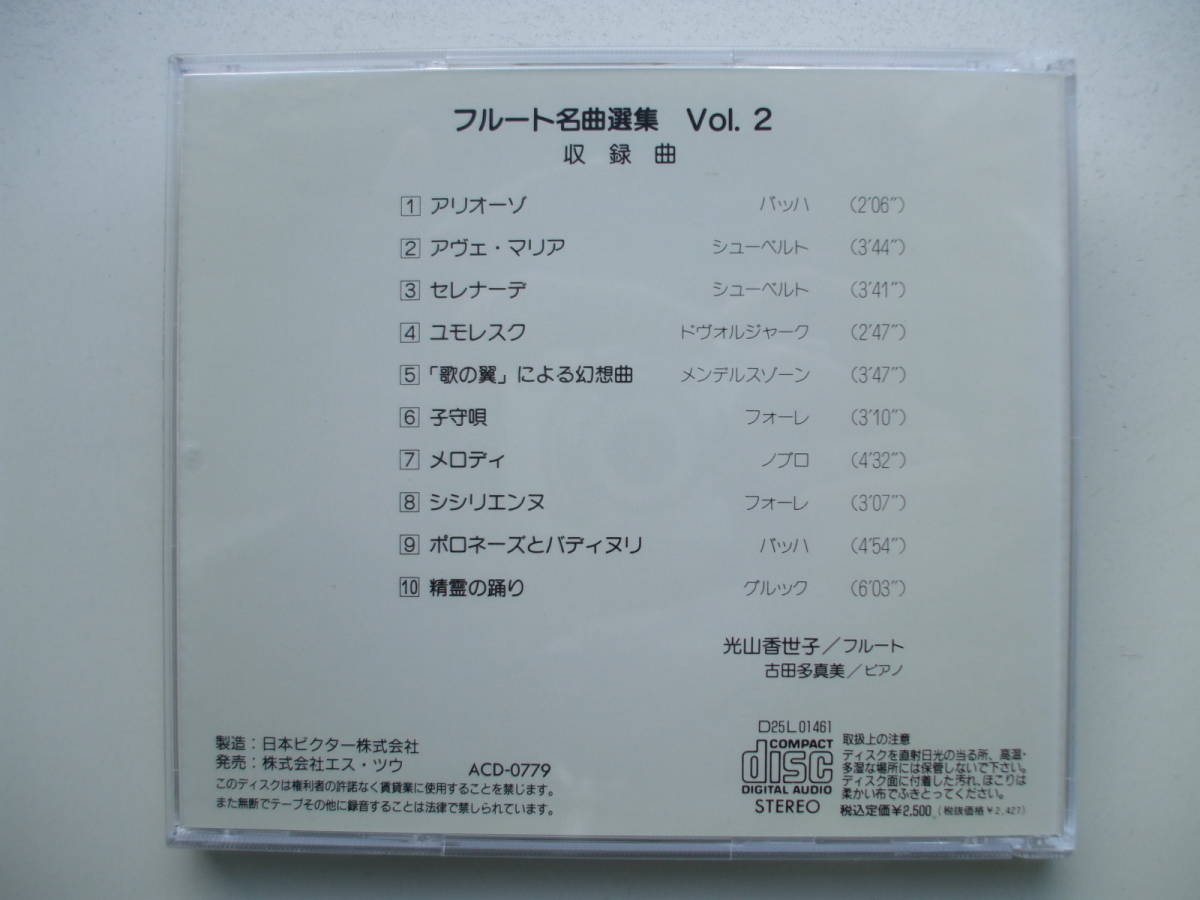 フルート名曲選集 Vol. 2
収 録 曲
1 アリオーゾ バッハ (2'06")
2 アヴェ・マリア シューベルト (3'44")
3 セレナーデ シューベルト (3'41")
4 ユモレスク ドヴォルジャーク (2'47")
5 「歌の翼」による幻想曲 メンデルスゾーン (3'47")
6 子守唄 フォーレ (3'10")
7 メロディ ノブロ (4'32")
8 シシリエンヌ フォーレ (3'07")
9 ポロネーズとバディヌリ バッハ (4'54")
10 精霊の踊り グルック (6'03")
光山香世子／フルート
古田多真美／ピアノ
製造：日本ビクター株式会社
発売：株式会社エス・ツウ ACD-0779
このディスクは権利者の許諾なく賃貸業に使用することを禁じます。
また無断でテープその他に録音することは法律で禁じられています。
D25L01461
COMPACT
disc
DIGITAL AUDIO
STEREO
取扱上の注意
ディスクを直射日光の当る所、高温・
多湿な場所には保管しないで下さい。
ディスク面に付着した汚れ、ほこりは
柔かい布でふきとってください。
税込定価¥2,500（税抜価格¥2,427）